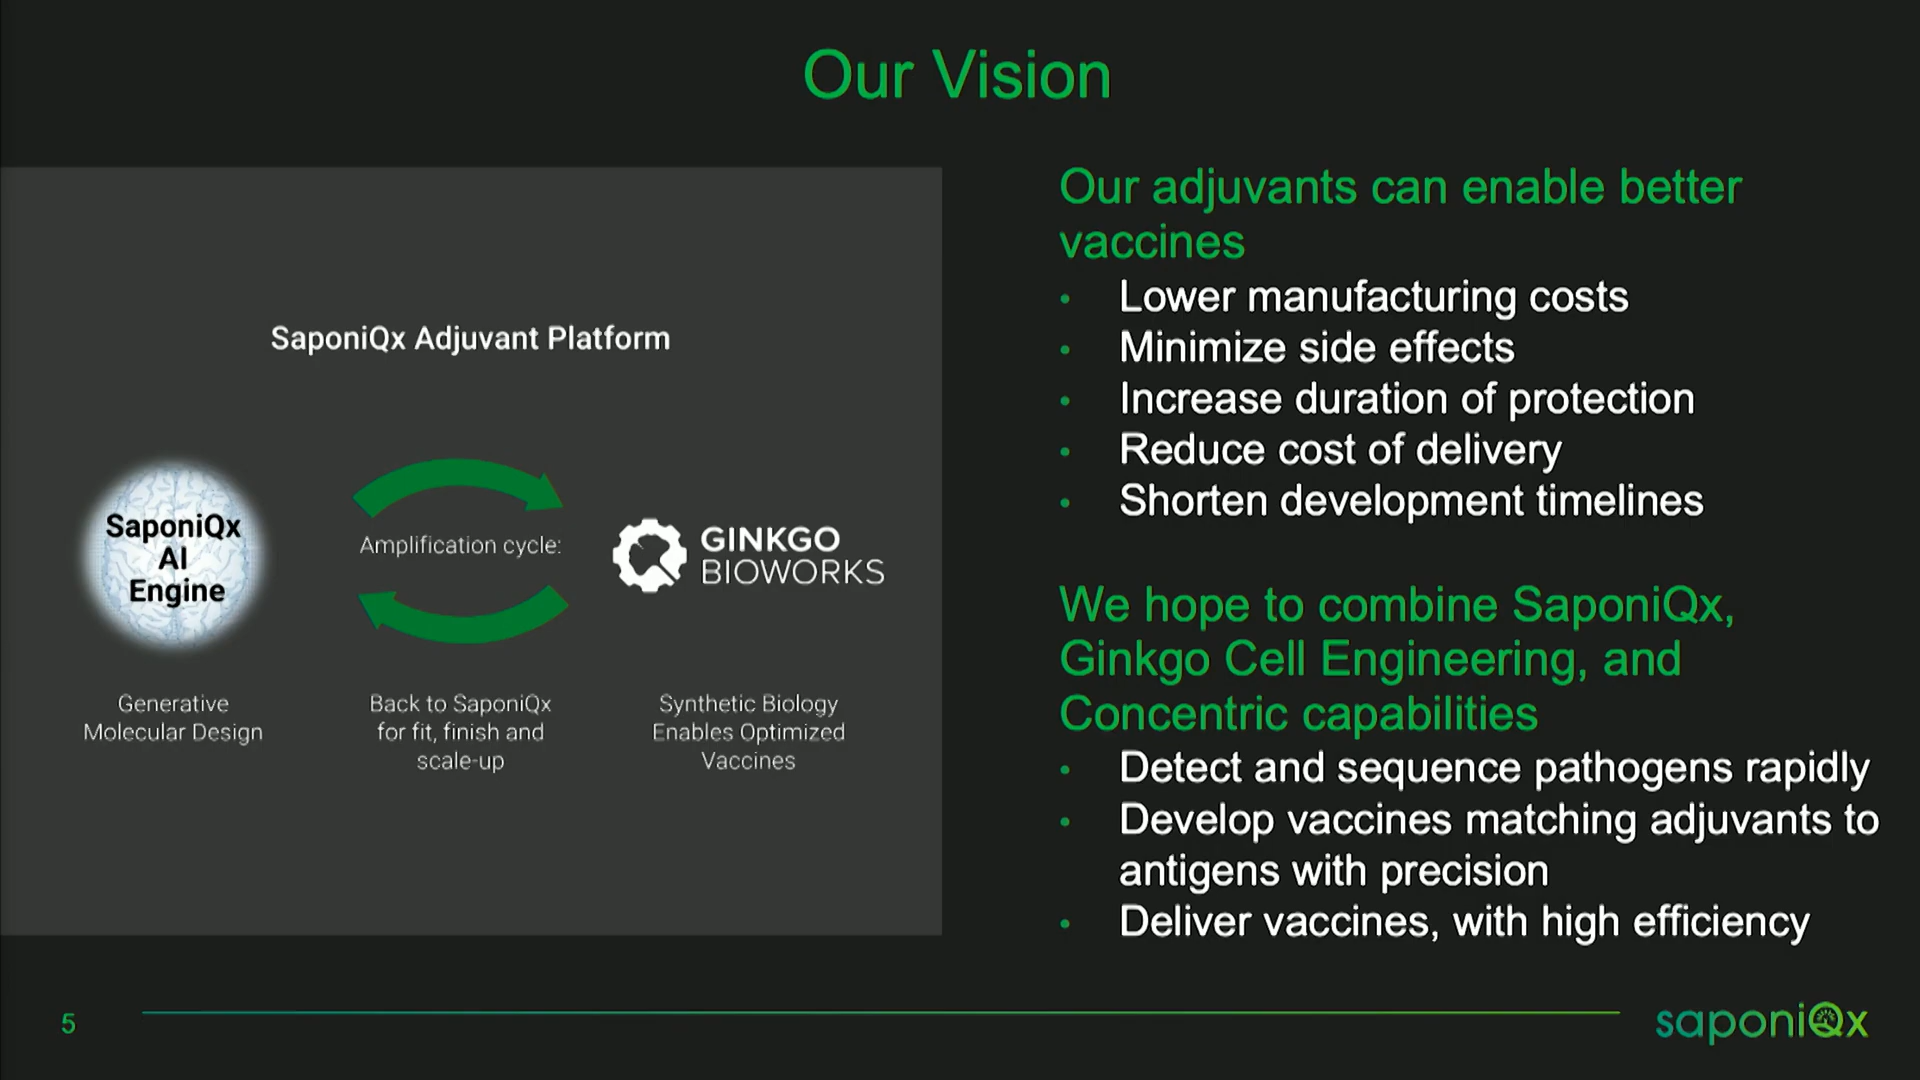 Our Vision
SaponiQx Adjuvant Platform
SaponiQx
AI
Engine
Amplification cycle:
GINKGO
BIOWORKS
Generative
Molecular Design
Back to SaponiQx
for fit, finish and
scale-up
Synthetic Biology
Enables Optimized
Vaccines
Our adjuvants can enable better
vaccines
• Lower manufacturing costs
• Minimize side effects
• Increase duration of protection
• Reduce cost of delivery
• Shorten development timelines
We hope to combine SaponiQx,
Ginkgo Cell Engineering, and
Concentric capabilities
• Detect and sequence pathogens rapidly
• Develop vaccines matching adjuvants to
antigens with precision
• Deliver vaccines, with high efficiency
5
saponiQx